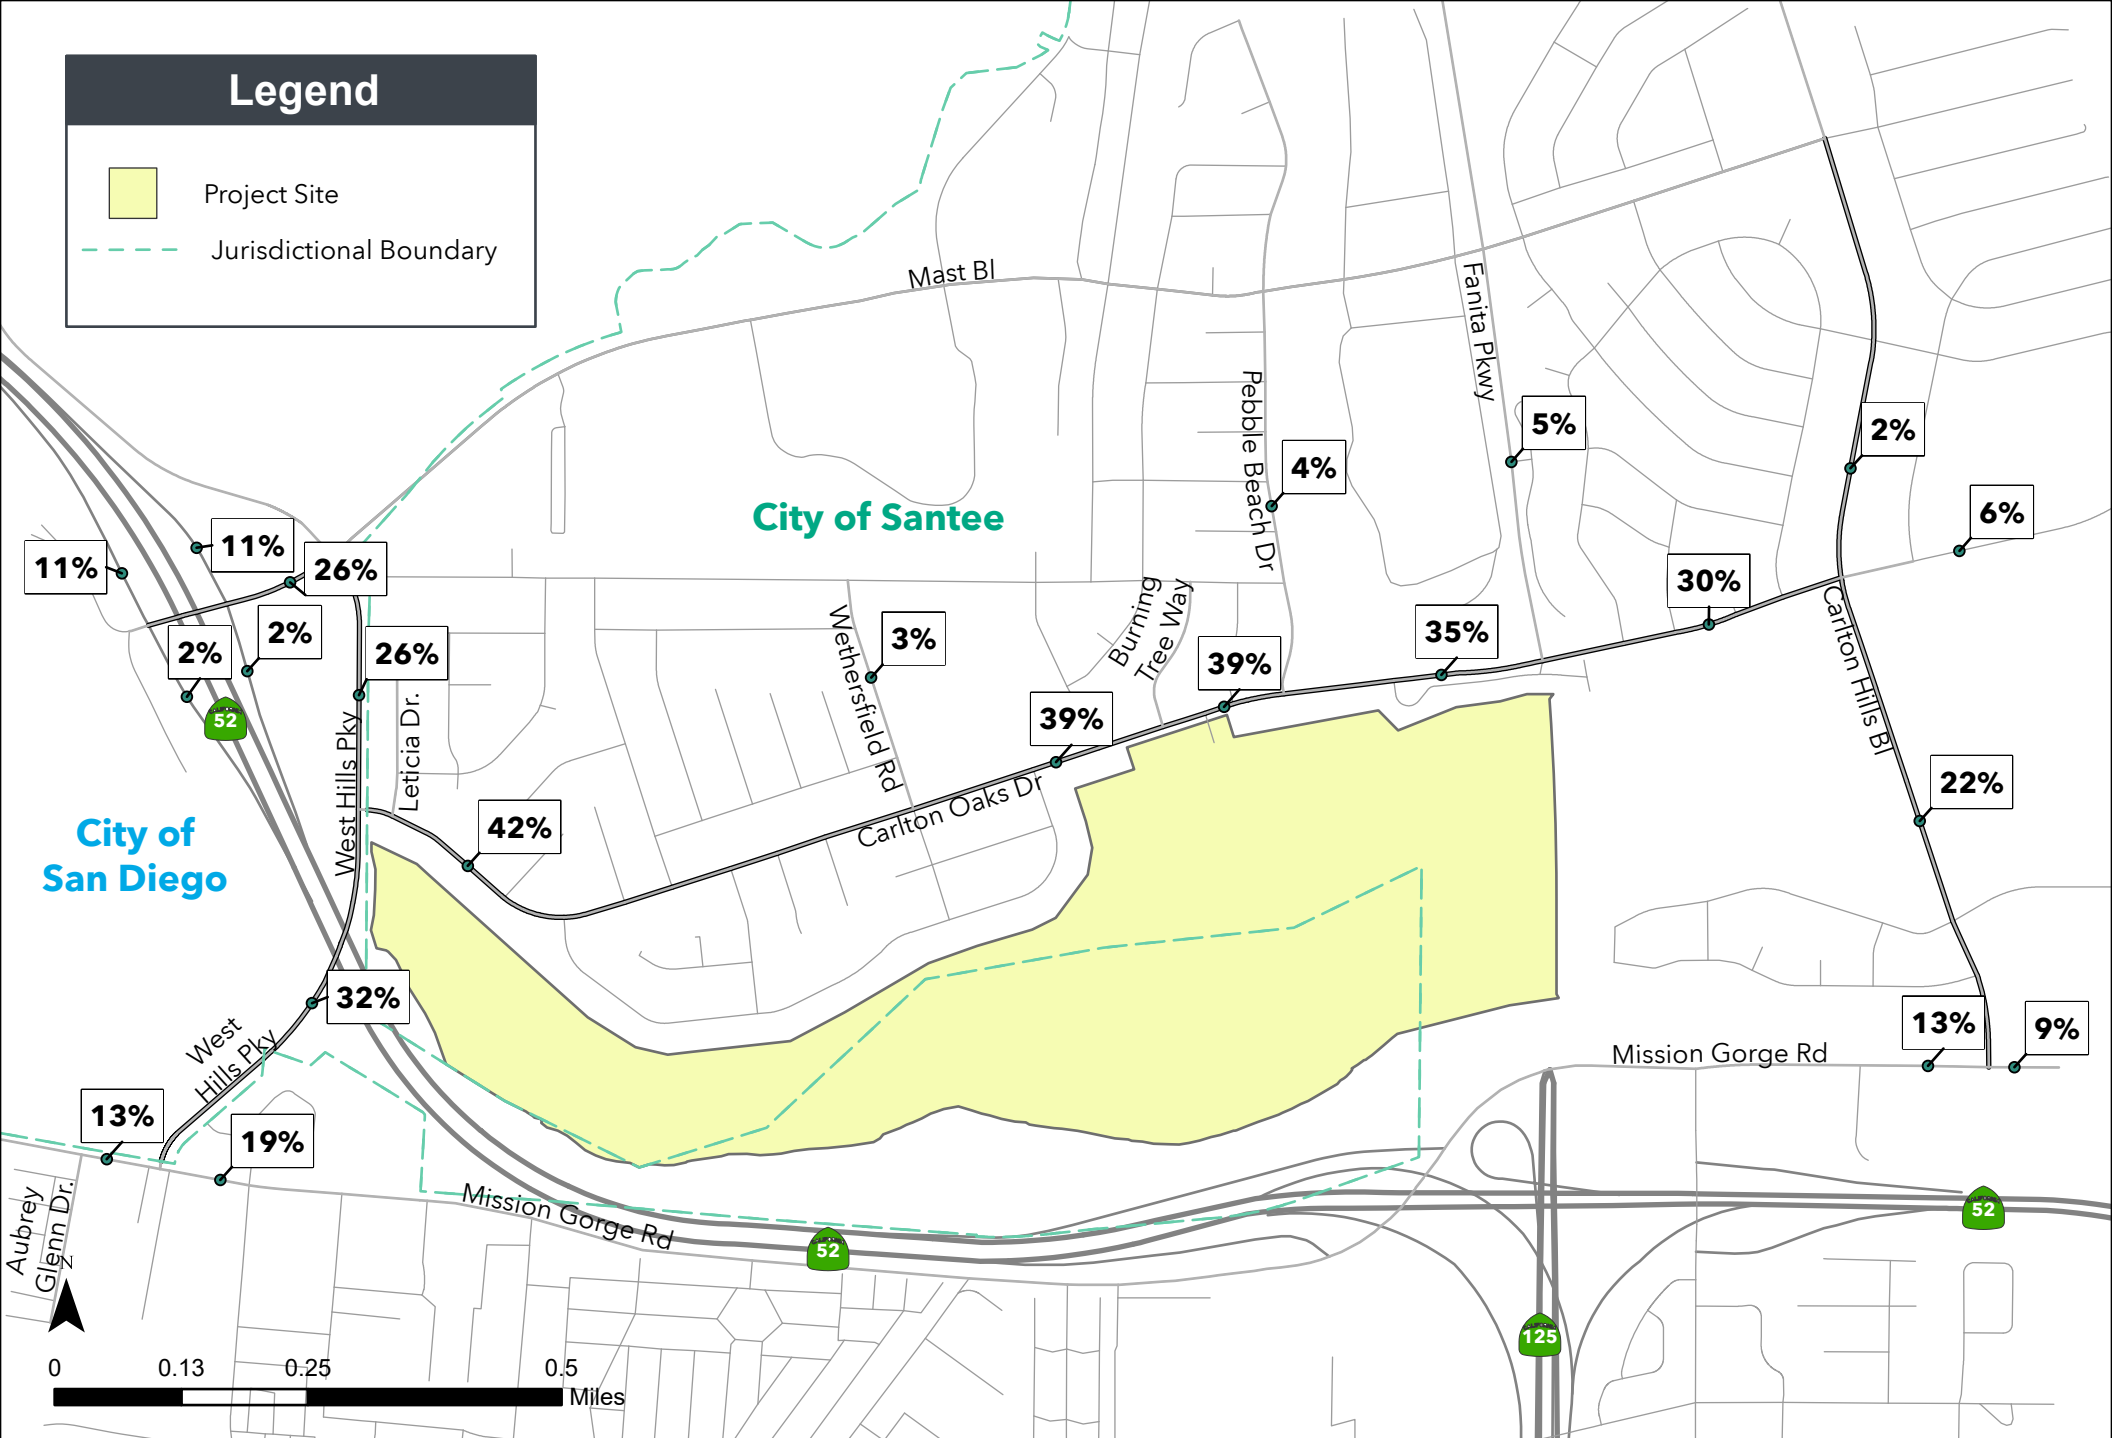 Legend
Project Site
Jurisdictional Boundary
Mast Bl
Fanita Pkwy
Pebble Beach Dr
5%
2%
4%
6%
City of Santee
11%
11%
26%
30%
Burning
Tree Way
Wethersfield Rd
3%
2%
2%
26%
39%
35%
Carlton Hills Bl
52
West Hills Pky
Leticia Dr.
39%
22%
42%
Carlton Oaks Dr
City of
San Diego
32%
West
Hills Pky
13%
9%
Mission Gorge Rd
13%
19%
Mission Gorge Rd
Aubrey
Glenn Dr.
52
52
125
N
0 0.13 0.25 0.5
Miles